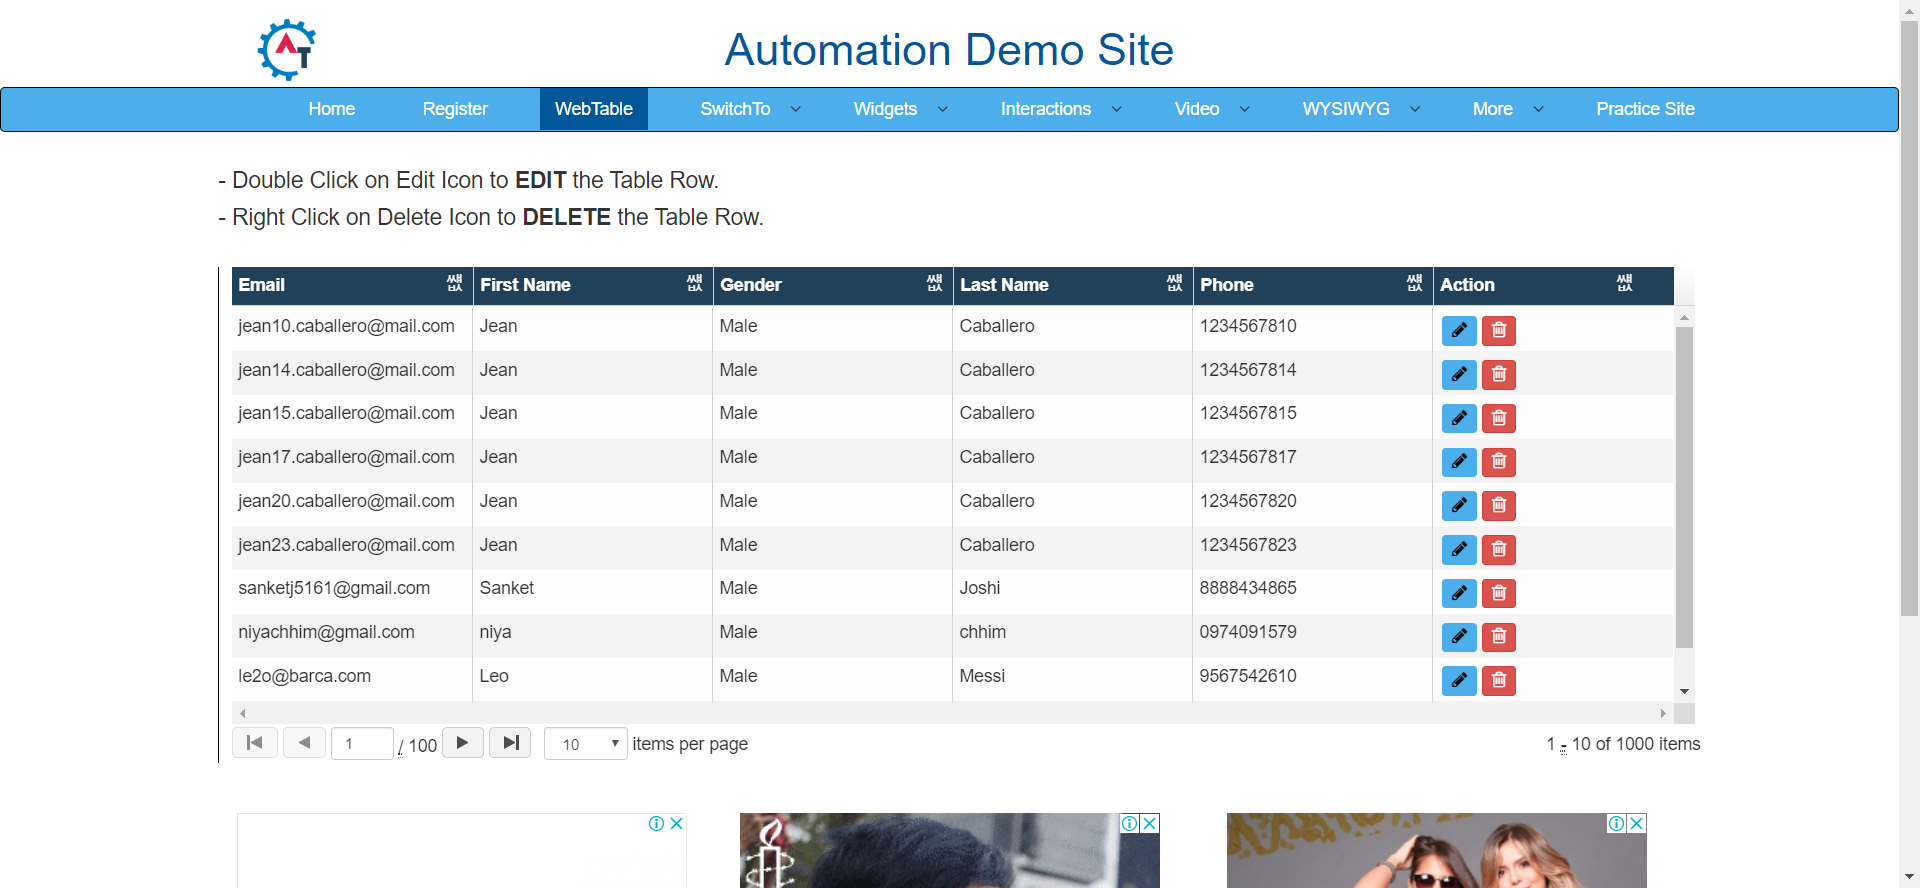 AT
Automation Demo Site
Home Register WebTable SwitchTo Widgets Interactions Video WYSIWYG More Practice Site
- Double Click on Edit Icon to EDIT the Table Row.
- Right Click on Delete Icon to DELETE the Table Row.
Email First Name Gender Last Name Phone Action
jean10.caballero@mail.com Jean Male Caballero 1234567810
jean14.caballero@mail.com Jean Male Caballero 1234567814
jean15.caballero@mail.com Jean Male Caballero 1234567815
jean17.caballero@mail.com Jean Male Caballero 1234567817
jean20.caballero@mail.com Jean Male Caballero 1234567820
jean23.caballero@mail.com Jean Male Caballero 1234567823
sanketj5161@gmail.com Sanket Male Joshi 8888434865
niyachhim@gmail.com niya Male chhim 0974091579
le2o@barca.com Leo Male Messi 9567542610
1 / 100 10 items per page 1 - 10 of 1000 items